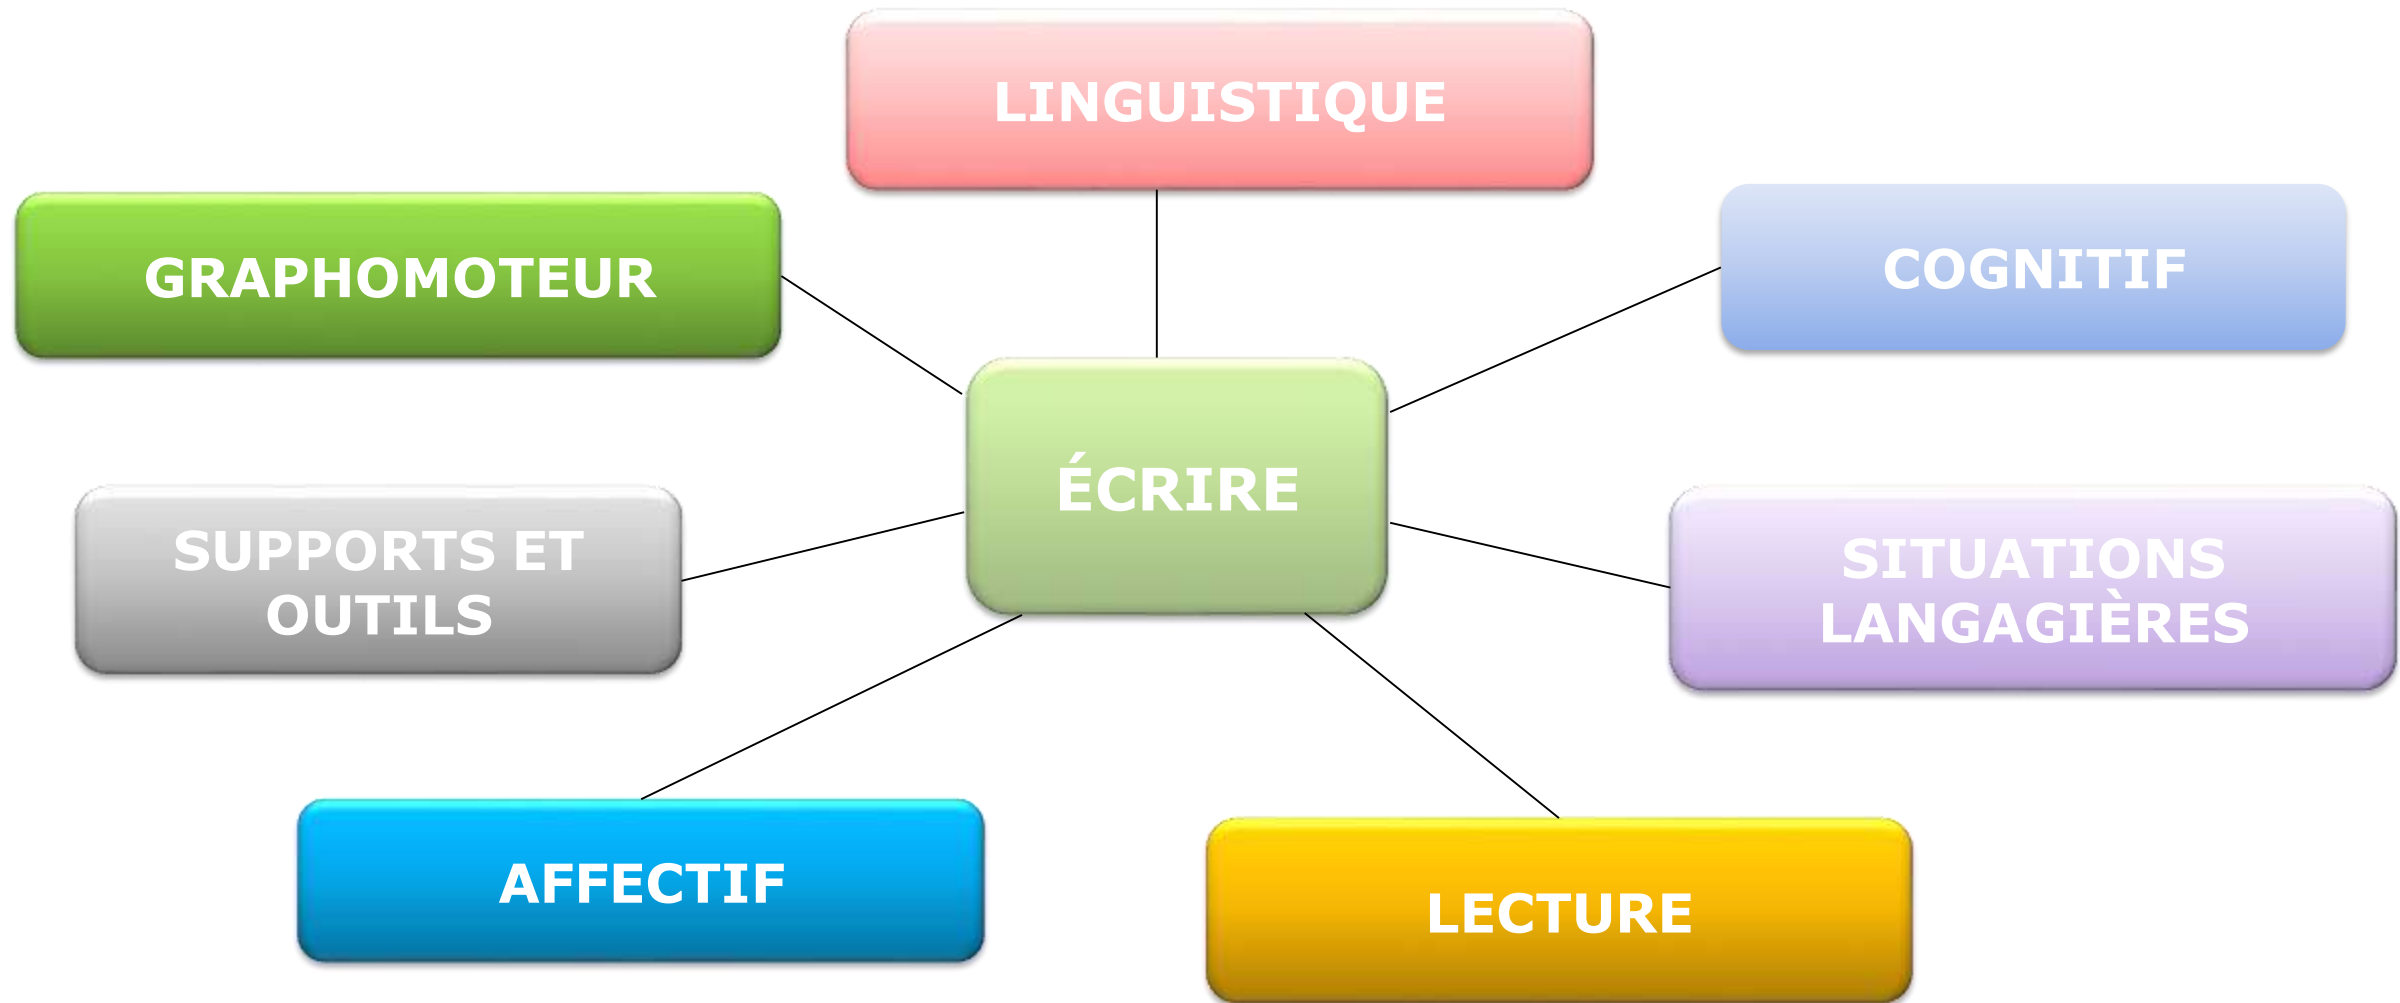 LINGUISTIQUE
GRAPHOMOTEUR
COGNITIF
ÉCRIRE
SUPPORTS ET
OUTILS
SITUATIONS
LANGAGIÈRES
AFFECTIF
LECTURE